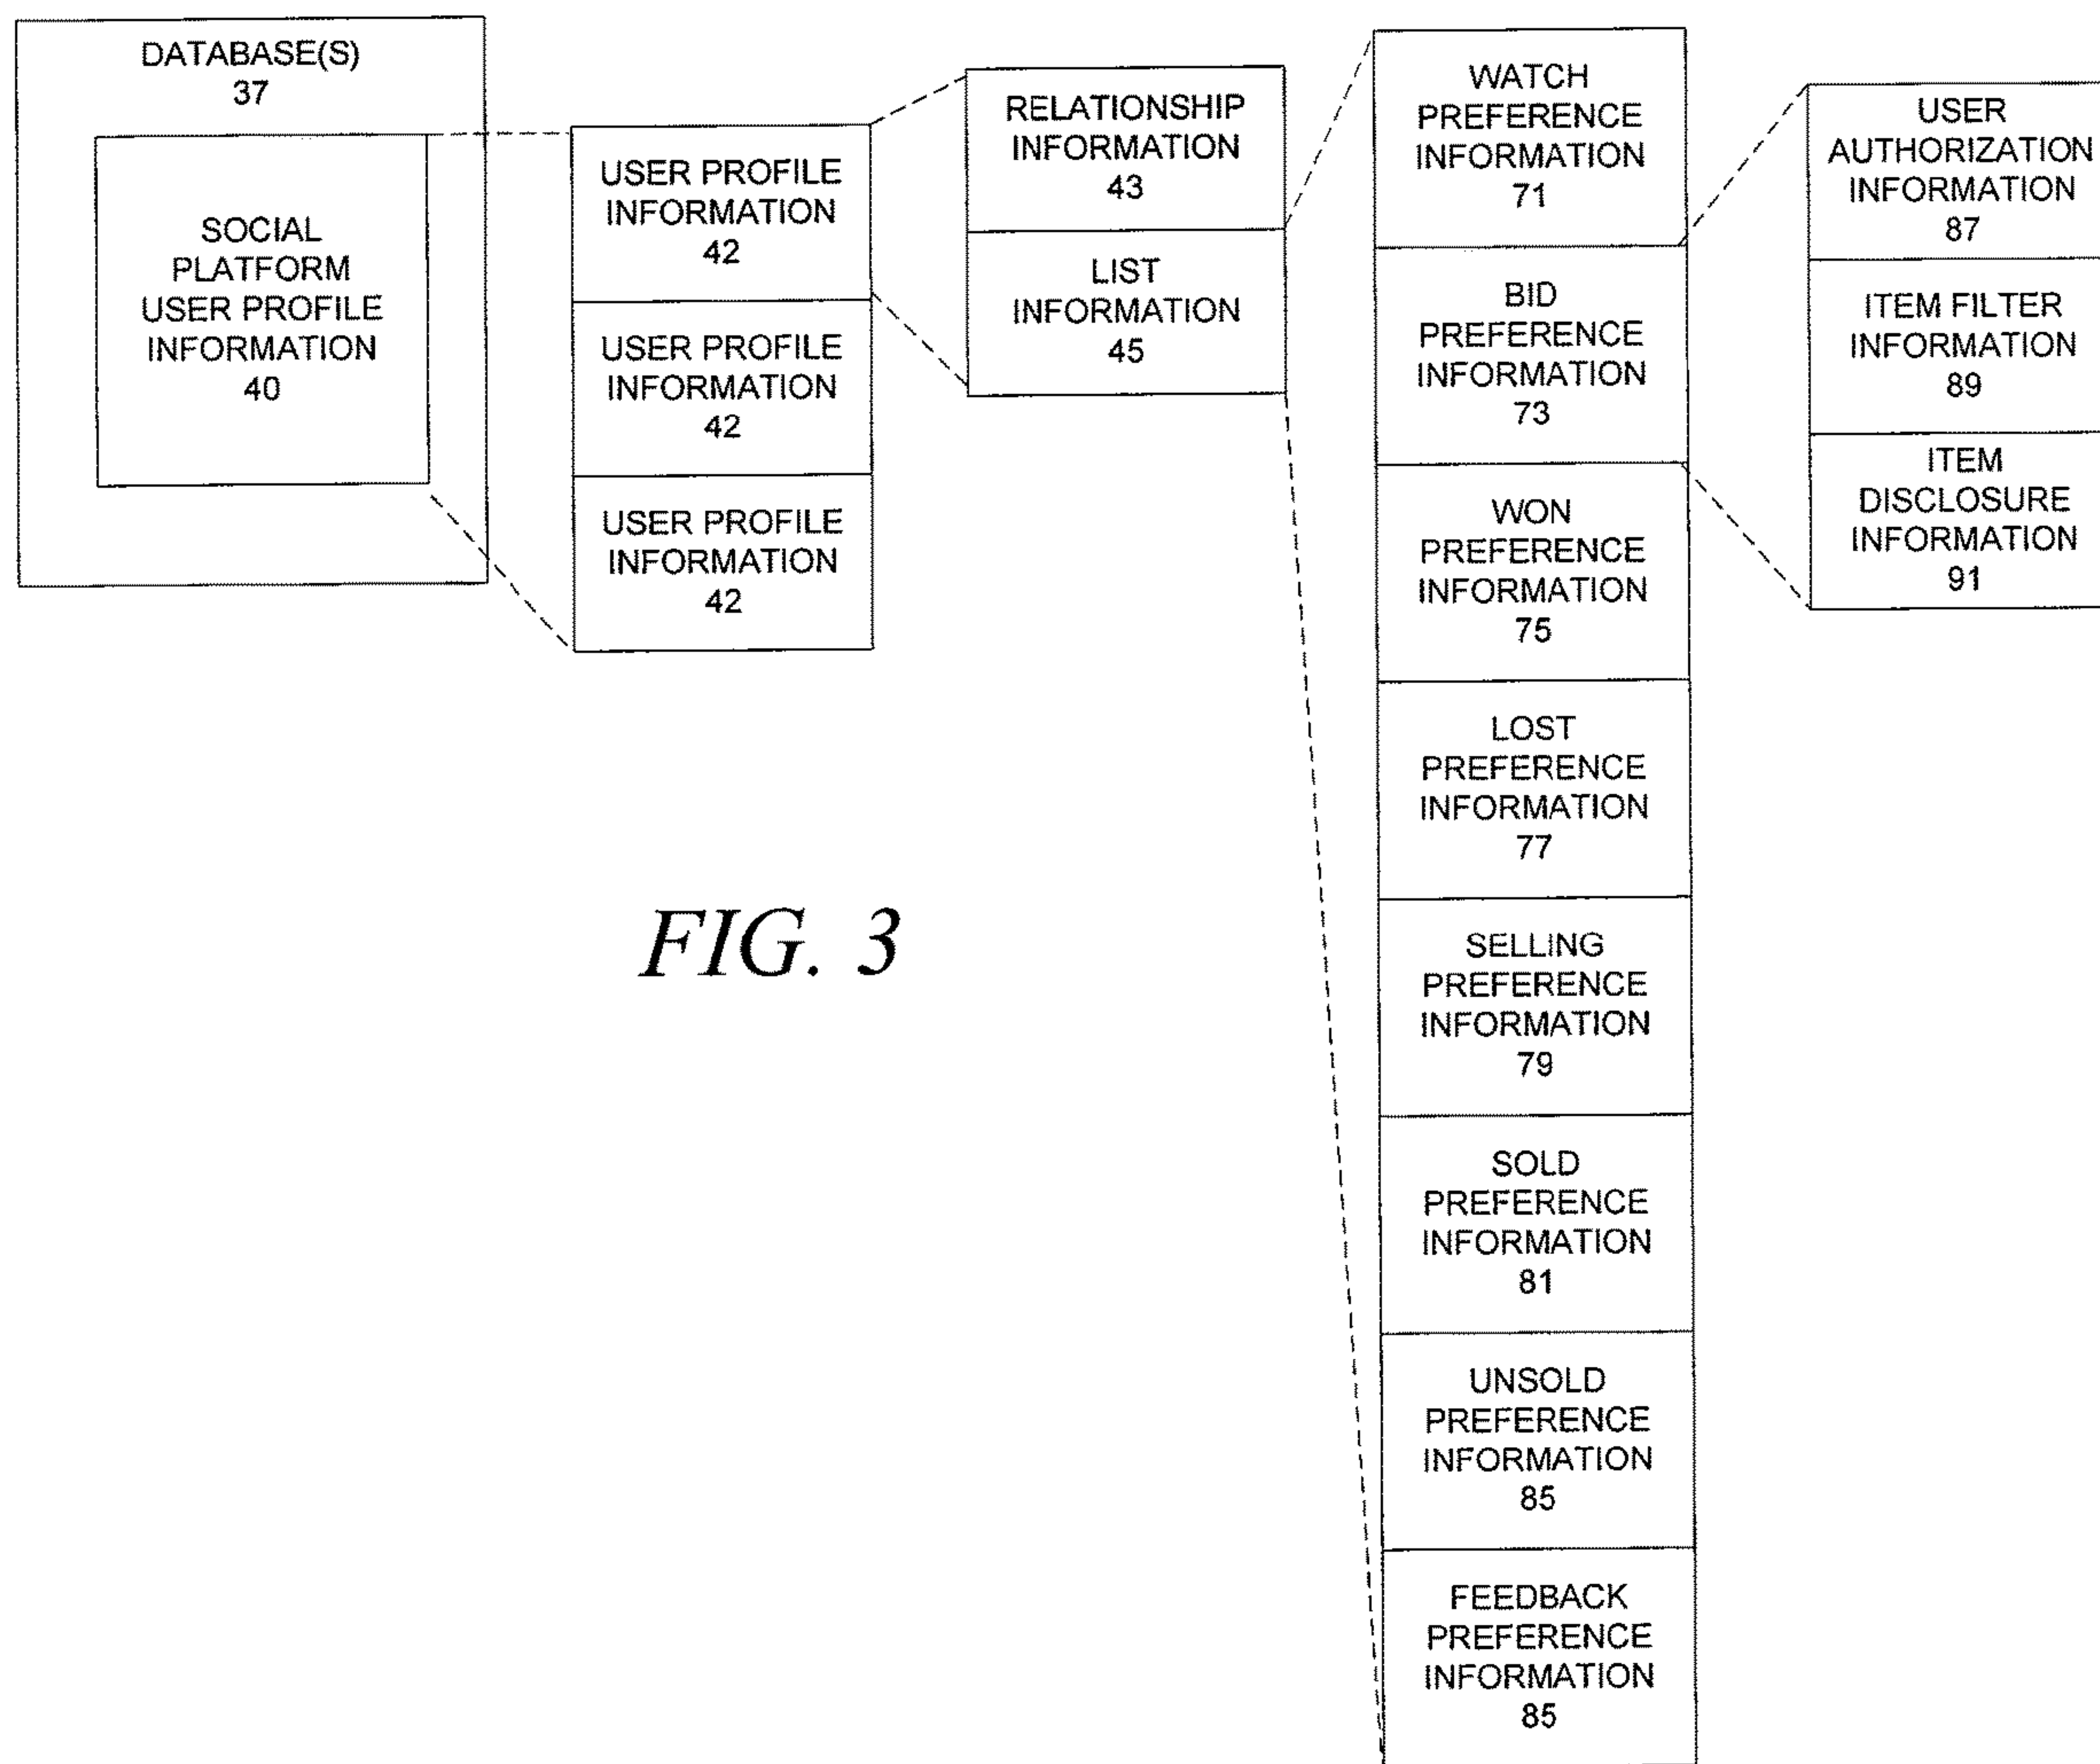 DATABASE(S)
37
SOCIAL
PLATFORM
USER PROFILE
INFORMATION
40
USER PROFILE
INFORMATION
42
USER PROFILE
INFORMATION
42
USER PROFILE
INFORMATION
42
RELATIONSHIP
INFORMATION
43
LIST
INFORMATION
45
WATCH
PREFERENCE
INFORMATION
71
BID
PREFERENCE
INFORMATION
73
WON
PREFERENCE
INFORMATION
75
LOST
PREFERENCE
INFORMATION
77
SELLING
PREFERENCE
INFORMATION
79
SOLD
PREFERENCE
INFORMATION
81
UNSOLD
PREFERENCE
INFORMATION
85
FEEDBACK
PREFERENCE
INFORMATION
85
USER
AUTHORIZATION
INFORMATION
87
ITEM FILTER
INFORMATION
89
ITEM
DISCLOSURE
INFORMATION
91
FIG. 3